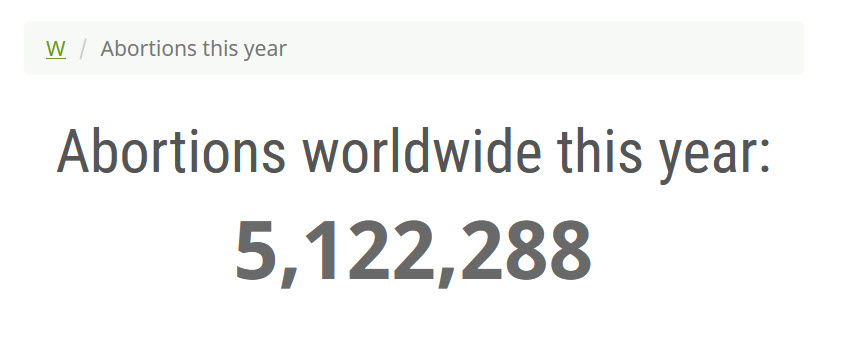 W / Abortions this year
Abortions worldwide this year:
5,122,288